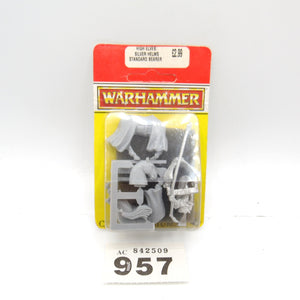 HIGH ELVES
SILVER HELMS
STANDARD BEARER
£2.99
WARHAMMER
AC 842509
957